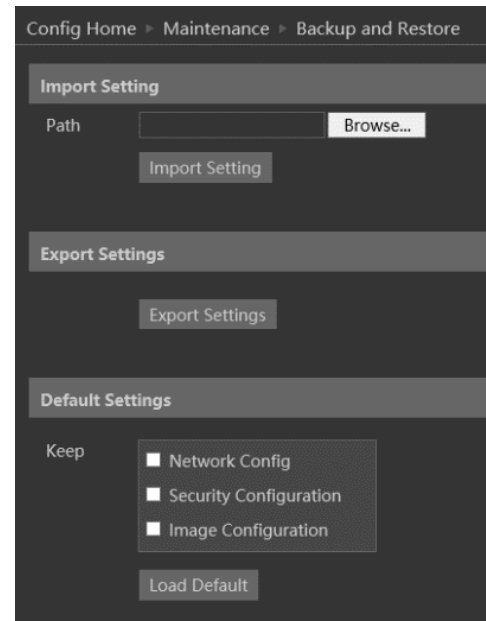 Config Home ▸ Maintenance ▸ Backup and Restore
Import Setting
Path Browse...
Import Setting
Export Settings
Export Settings
Default Settings
Keep Network Config
Security Configuration
Image Configuration
Load Default